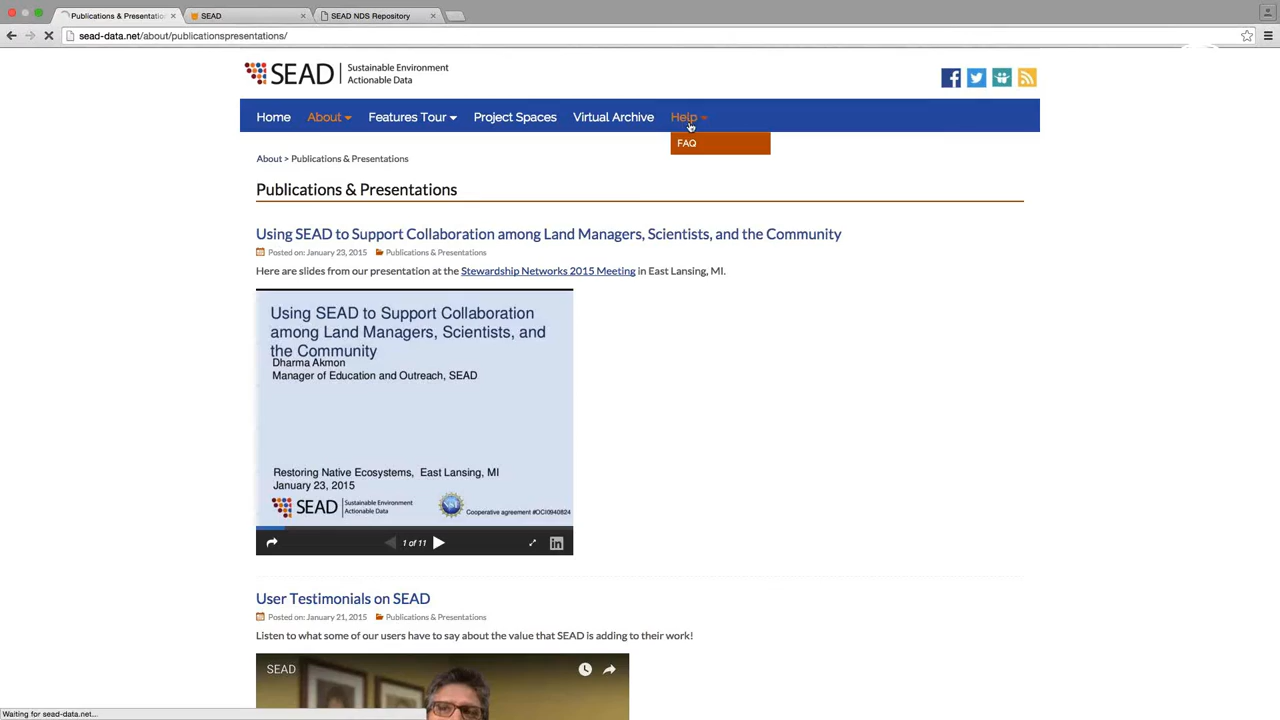 Publications & Presentatio
SEAD
SEAD NDS Repository
sead-data.net/about/publicationspresentations/
SEAD
Sustainable Environment
Actionable Data
Home
About
Features Tour
Project Spaces
Virtual Archive
Help
FAQ
About > Publications & Presentations
Publications & Presentations
Using SEAD to Support Collaboration among Land Managers, Scientists, and the Community
Posted on: January 23, 2015 Publications & Presentations
Here are slides from our presentation at the Stewardship Networks 2015 Meeting in East Lansing, MI.
Using SEAD to Support Collaboration
among Land Managers, Scientists, and
the Community
Dharma Akmon
Manager of Education and Outreach, SEAD
Restoring Native Ecosystems, East Lansing, MI
January 23, 2015
SEAD
Sustainable Environment
Actionable Data
Cooperative agreement #OCI0940824
1 of 11
User Testimonials on SEAD
Posted on: January 21, 2015 Publications & Presentations
Listen to what some of our users have to say about the value that SEAD is adding to their work!
SEAD
Waiting for sead-data.net...